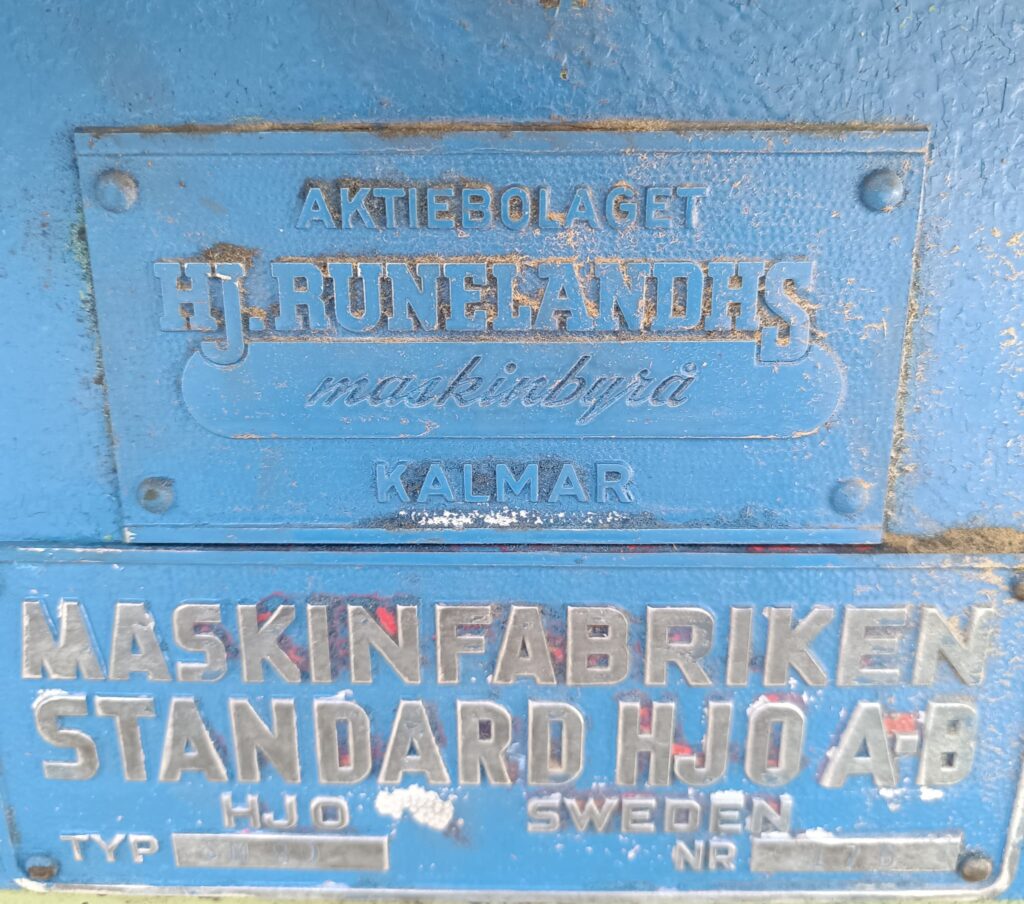 AKTIEBOLAGET
Hj. RUNELANDHS
maskinbyrå
KALMAR
MASKINFABRIKEN
STANDARD HJO A-B
HJO SWEDEN
TYP NR